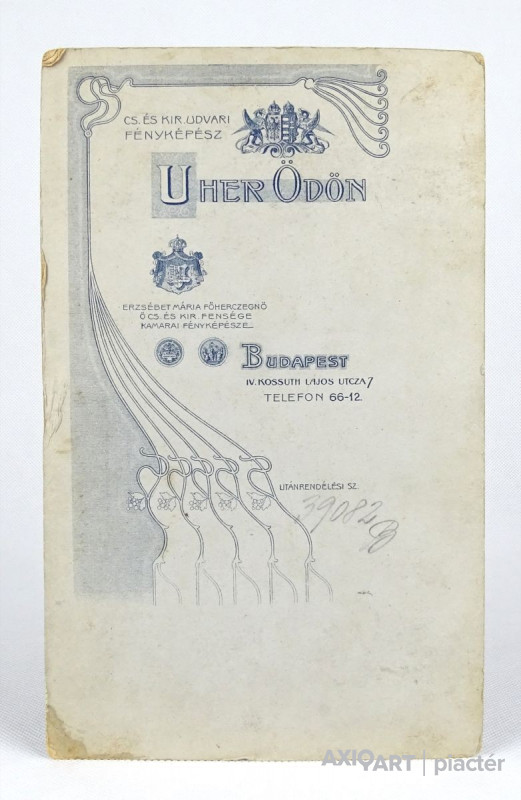 CS. ÉS KIR. UDVARI
FÉNYKÉPÉSZ
UHER ÖDÖN
ERZSÉBET MÁRIA FŐHERCZEGNŐ
Ő CS. ÉS KIR. FENSÉGE
KAMARAI FÉNYKÉPÉSZE
BUDAPEST
IV. KOSSUTH LAJOS UTCZA 7
TELEFON 66-12.
UTÁNRENDELÉSI SZ.
39082
B
AXIOART | piactér